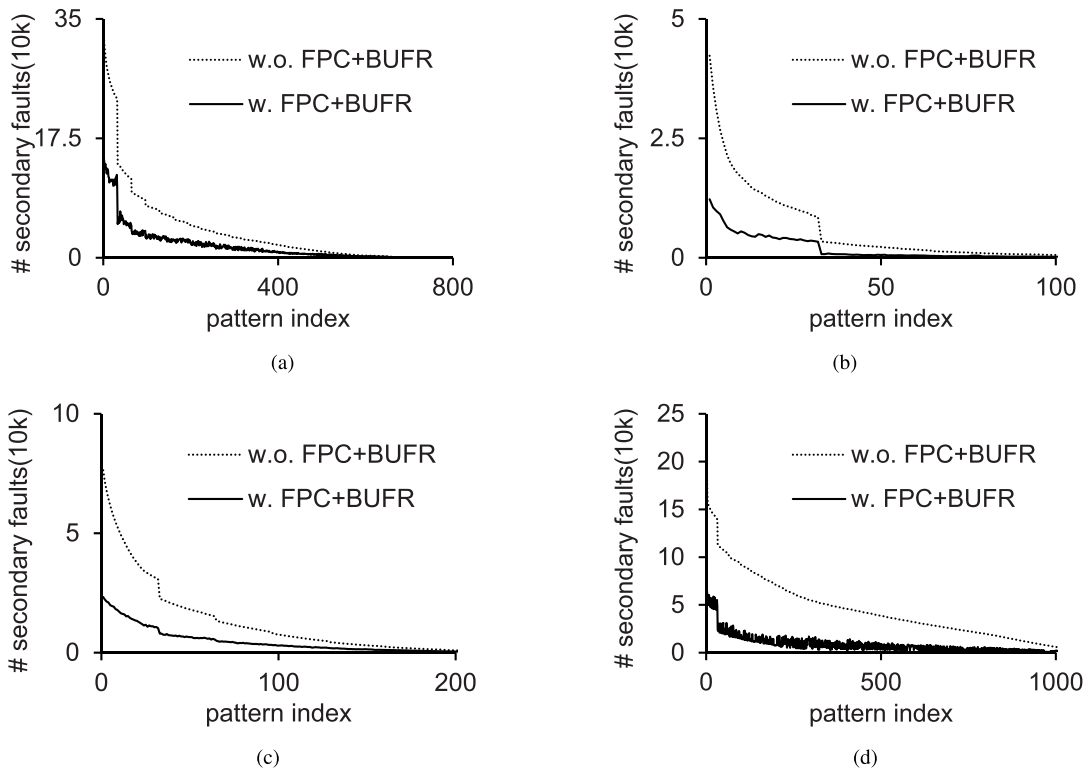 35
17.5
0
# secondary faults(10k)
w.o. FPC+BUFR
w. FPC+BUFR
0 400 800
pattern index
(a)
5
2.5
0
# secondary faults(10k)
w.o. FPC+BUFR
w. FPC+BUFR
0 50 100
pattern index
(b)
10
5
0
# secondary faults(10k)
w.o. FPC+BUFR
w. FPC+BUFR
0 100 200
pattern index
(c)
25
20
15
10
5
0
# secondary faults(10k)
w.o. FPC+BUFR
w. FPC+BUFR
0 500 1000
pattern index
(d)